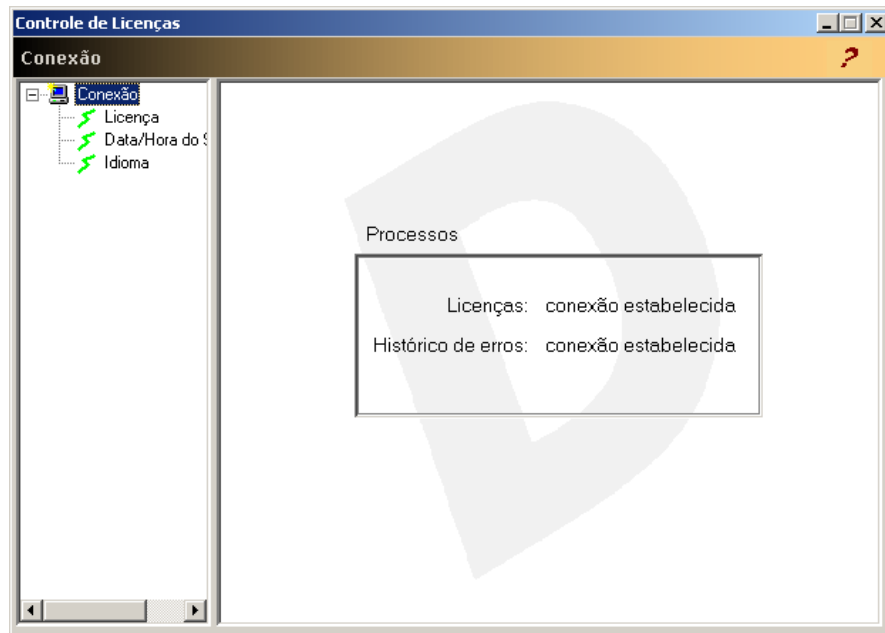 Controle de Licenças
Conexão
?
Conexão
Licença
Data/Hora do S
Idioma
Processos
Licenças: conexão estabelecida
Histórico de erros: conexão estabelecida